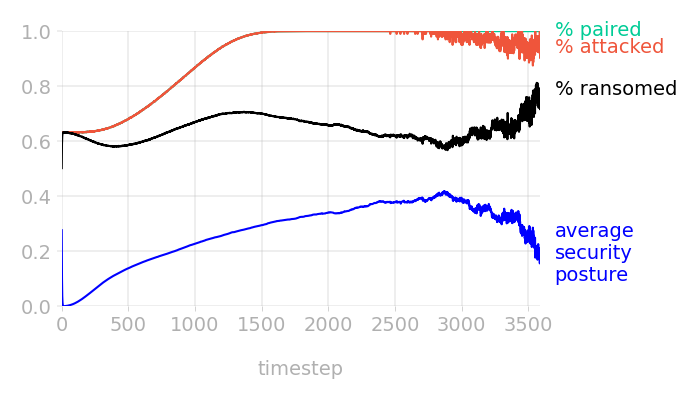 1.0
0.8
0.6
0.4
0.2
0.0
0
500
1000
1500
2000
2500
3000
3500
timestep
% paired
% attacked
% ransomed
average
security
posture